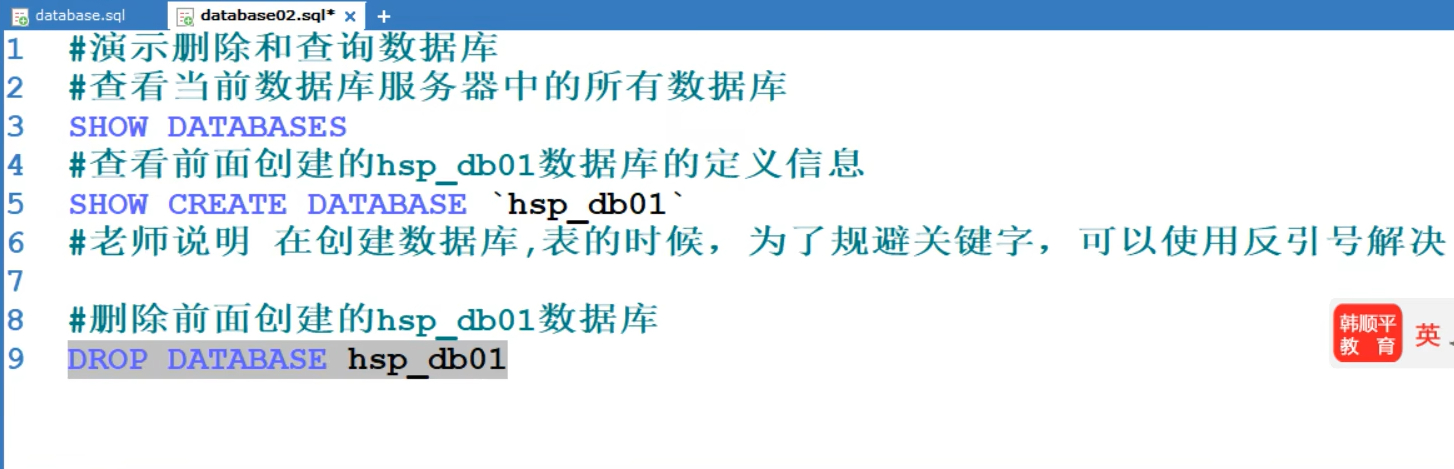 database.sql database02.sql* × +
1 #演示删除和查询数据库
2 #查看当前数据库服务器中的所有数据库
3 SHOW DATABASES
4 #查看前面创建的hsp_db01数据库的定义信息
5 SHOW CREATE DATABASE `hsp_db01`
6 #老师说明 在创建数据库,表的时候，为了规避关键字，可以使用反引号解决
7
8 #删除前面创建的hsp_db01数据库
9 DROP DATABASE hsp_db01
韩顺平
教 育
英